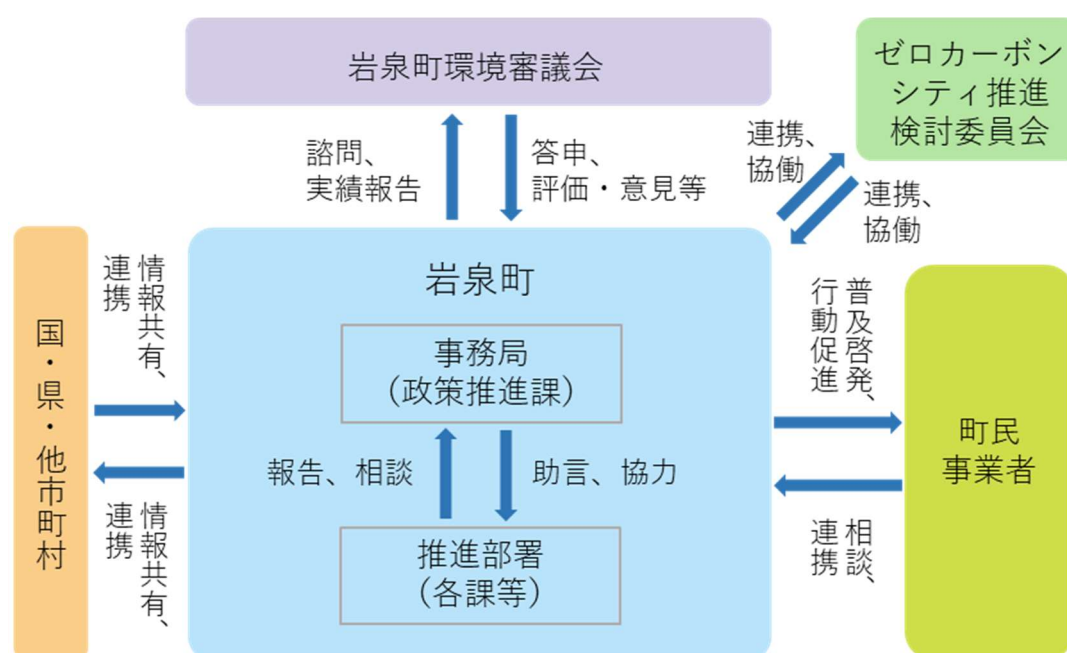 岩泉町環境審議会
ゼロカーボン
シティ推進
検討委員会
諮問、
実績報告
答申、
評価・意見等
連携、
協働
連携、
協働
国・県・他市町村
情報共有、
連携
情報共有、
連携
岩泉町
事務局
（政策推進課）
報告、相談
助言、協力
推進部署
（各課等）
普及啓発、
行動促進
相談、
連携
町民
事業者